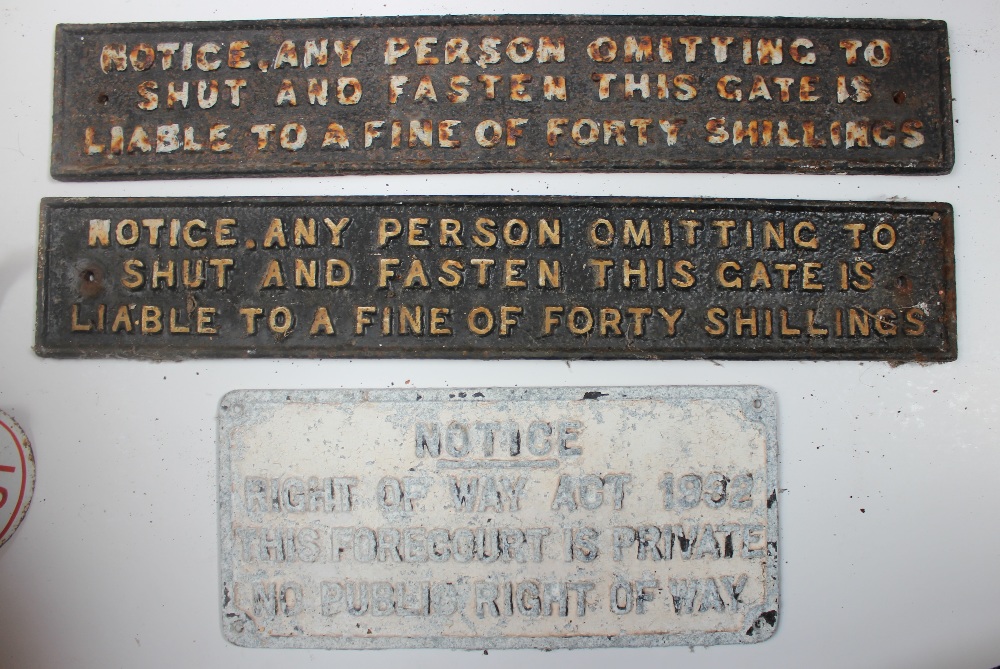 NOTICE. ANY PERSON OMITTING TO
SHUT AND FASTEN THIS GATE IS
LIABLE TO A FINE OF FORTY SHILLINGS
NOTICE. ANY PERSON OMITTING TO
SHUT AND FASTEN THIS GATE IS
LIABLE TO A FINE OF FORTY SHILLINGS
NOTICE
RIGHT OF WAY ACT 1932
THIS FORECOURT IS PRIVATE
NO PUBLIC RIGHT OF WAY